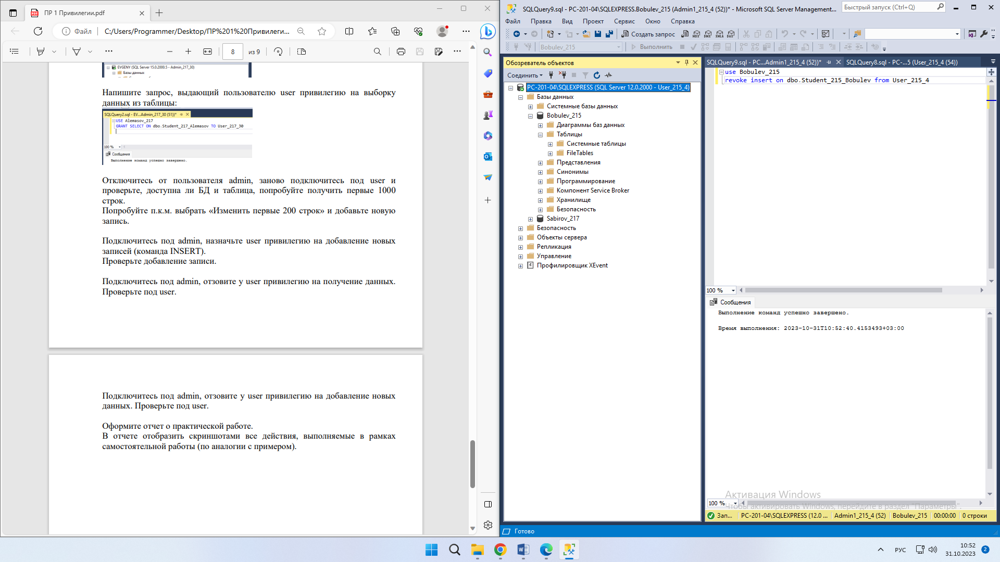 ПР 1 Привилегии.pdf
Файл
C:/Users/Programmer/Desktop/ПР%201%20Привилеги...
8
из 9
EVGENY (SQL Server 15.0.2000.5 - Admin_217_30)
Базы данных
Напишите запрос, выдающий пользователю user привилегию на выборку
данных из таблицы:
SQLQuery2.sql - EV...Admin_217_30 (51))*
USE Alemasov_217
GRANT SELECT ON dbo.Student_217_Alemasov TO User_217_30
100 %
Сообщения
Выполнение команд успешно завершено.
Отключитесь от пользователя admin, заново подключитесь под user и
проверьте, доступна ли БД и таблица, попробуйте получить первые 1000
строк.
Попробуйте п.к.м. выбрать «Изменить первые 200 строк» и добавьте новую
запись.
Подключитесь под admin, назначьте user привилегию на добавление новых
записей (команда INSERT).
Проверьте добавление записи.
Подключитесь под admin, отзовите у user привилегию на получение данных.
Проверьте под user.
Подключитесь под admin, отзовите у user привилегию на добавление новых
данных. Проверьте под user.
Оформите отчет о практической работе.
В отчете отобразить скриншотами все действия, выполняемые в рамках
самостоятельной работы (по аналогии с примером).
SQLQuery9.sql - PC-201-04\SQLEXPRESS.Bobulev_215 (Admin1_215_4 (52))* - Microsoft SQL Server Management...
Быстрый запуск (Ctrl+Q)
Файл Правка Вид Проект Сервис Окно Справка
Создать запрос
MDX DMX XMLA DAX
Bobulev_215
Выполнить
Обозреватель объектов
Соединить
PC-201-04\SQLEXPRESS (SQL Server 12.0.2000 - User_215_4)
Базы данных
Системные базы данных
Bobulev_215
Диаграммы баз данных
Таблицы
Системные таблицы
FileTables
Представления
Синонимы
Программирование
Компонент Service Broker
Хранилище
Безопасность
Sabirov_217
Безопасность
Объекты сервера
Репликация
Управление
Профилировщик XEvent
SQLQuery9.sql - PC...Admin1_215_4 (52))*
SQLQuery8.sql - PC-...5 (User_215_4 (54))
use Bobulev_215
revoke insert on dbo.Student_215_Bobulev from User_215_4
100 %
Сообщения
Выполнение команд успешно завершено.
Время выполнения: 2023-10-31T10:52:40.4153493+03:00
Активация Windows
Чтобы активировать Windows, перейдите в раздел "Параметры".
100 %
Зап... PC-201-04\SQLEXPRESS (12.0 ... Admin1_215_4 (52) Bobulev_215 00:00:00 0 строки
Готово
РУС
10:52
31.10.2023
2